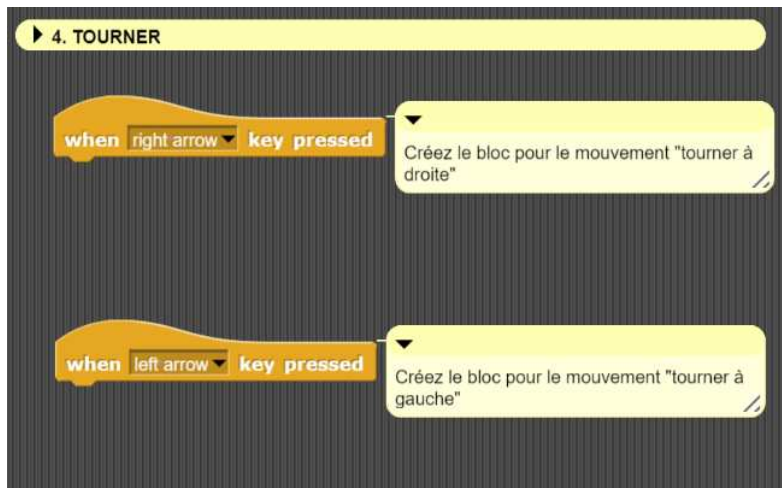 4. TOURNER
when right arrow key pressed
Créez le bloc pour le mouvement "tourner à
droite"
when left arrow key pressed
Créez le bloc pour le mouvement "tourner à
gauche"